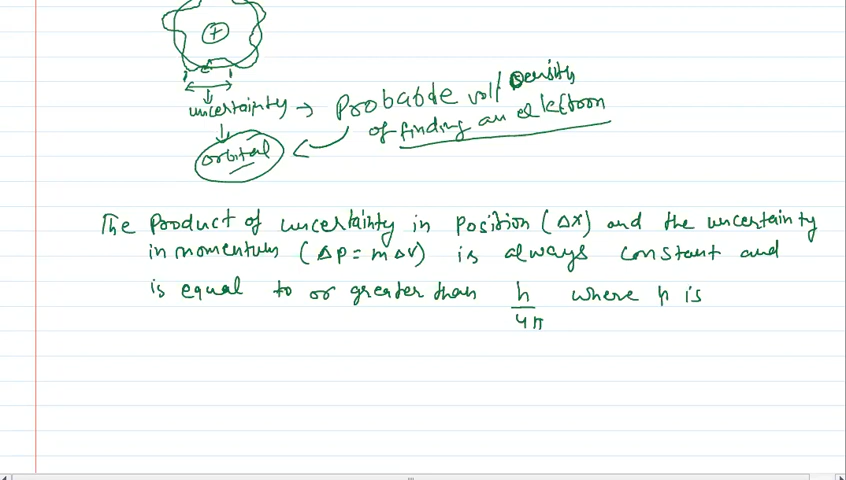 +
e-
uncertainty → Probabde vol/ Density
of finding an electron
orbital
The Product of uncertainty in Position (Δx) and the uncertainty
in momentum (Δp = mΔv) is always constant and
is equal to or greater than h/4π where h is